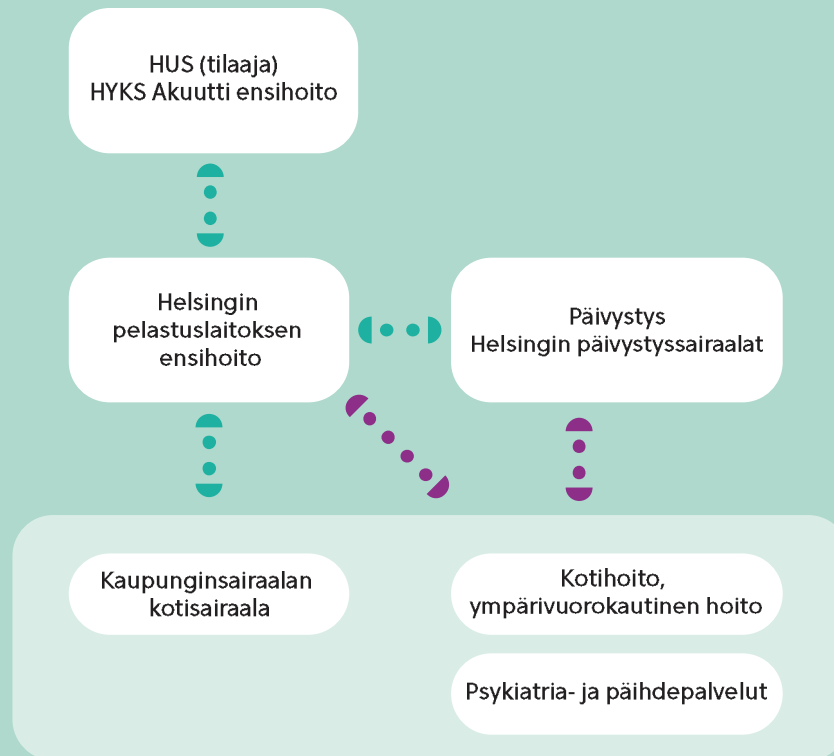 HUS (tilaaja)
HYKS Akuutti ensihoito
Helsingin
pelastuslaitoksen
ensihoito
Päivystys
Helsingin päivystyssairaalat
Kaupunginsairaalan
kotisairaala
Kotihoito,
ympärivuorokautinen hoito
Psykiatria- ja päihdepalvelut